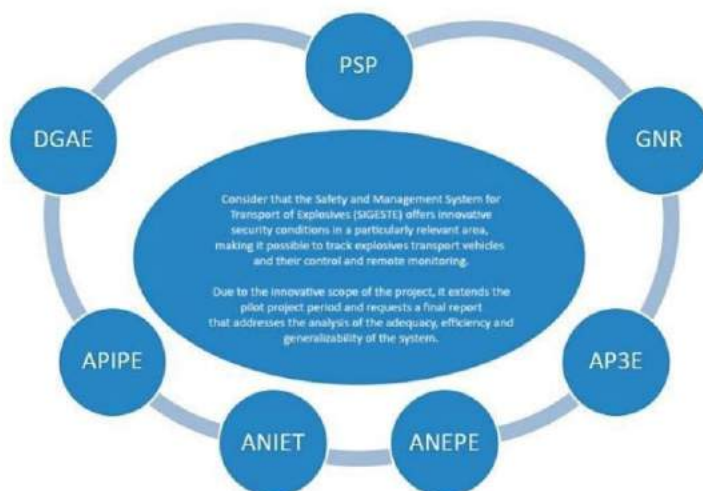 PSP
DGAE
GNR
Consider that the Safety and Management System for
Transport of Explosives (SIGESTE) offers innovative
security conditions in a particularly relevant area,
making it possible to track explosives transport vehicles
and their control and remote monitoring.
Due to the innovative scope of the project, it extends the
pilot project period and requests a final report
that addresses the analysis of the adequacy, efficiency and
generalizability of the system.
APIPE
AP3E
ANIET
ANEPE